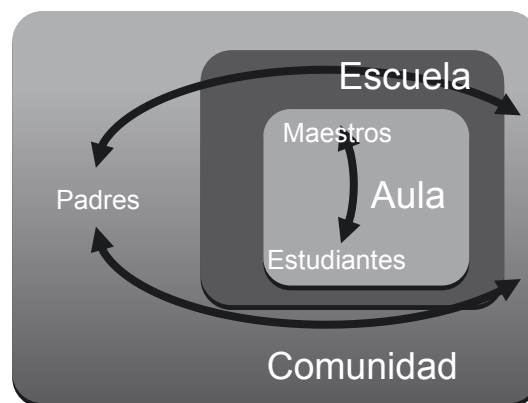 Escuela
Maestros
Padres
Aula
Estudiantes
Comunidad